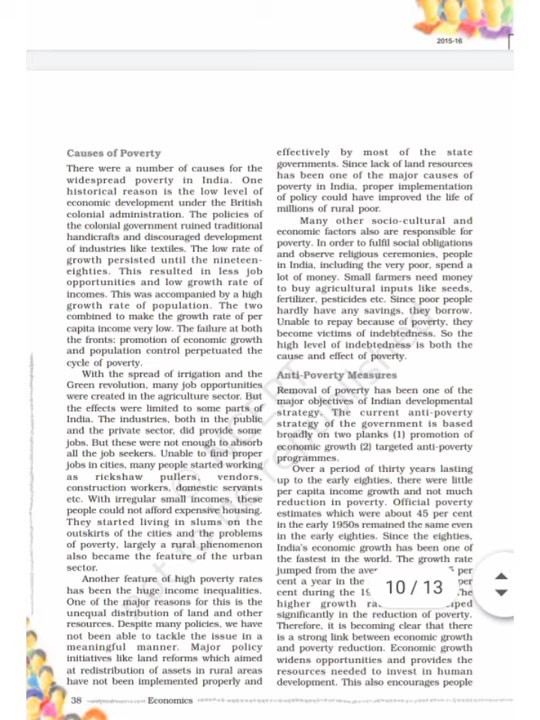 2015-16
Causes of Poverty
There were a number of causes for the
widespread poverty in India. One
historical reason is the low level of
economic development under the British
colonial administration. The policies of
the colonial government ruined traditional
handicrafts and discouraged development
of industries like textiles. The low rate of
growth persisted until the nineteen-
eighties. This resulted in less job
opportunities and low growth rate of
incomes. This was accompanied by a high
growth rate of population. The two
combined to make the growth rate of per
capita income very low. The failure at both
the fronts: promotion of economic growth
and population control perpetuated the
cycle of poverty.
With the spread of irrigation and the
Green revolution, many job opportunities
were created in the agriculture sector. But
the effects were limited to some parts of
India. The industries, both in the public
and the private sector, did provide some
jobs. But these were not enough to absorb
all the job seekers. Unable to find proper
jobs in cities, many people started working
as rickshaw pullers, vendors,
construction workers, domestic servants
etc. With irregular small incomes, these
people could not afford expensive housing.
They started living in slums on the
outskirts of the cities and the problems
of poverty, largely a rural phenomenon
also became the feature of the urban
sector.
Another feature of high poverty rates
has been the huge income inequalities.
One of the major reasons for this is the
unequal distribution of land and other
resources. Despite many policies, we have
not been able to tackle the issue in a
meaningful manner. Major policy
initiatives like land reforms which aimed
at redistribution of assets in rural areas
have not been implemented properly and
effectively by most of the state
governments. Since lack of land resources
has been one of the major causes of
poverty in India, proper implementation
of policy could have improved the life of
millions of rural poor.
Many other socio-cultural and
economic factors also are responsible for
poverty. In order to fulfil social obligations
and observe religious ceremonies, people
in India, including the very poor, spend a
lot of money. Small farmers need money
to buy agricultural inputs like seeds,
fertilizer, pesticides etc. Since poor people
hardly have any savings, they borrow.
Unable to repay because of poverty, they
become victims of indebtedness. So the
high level of indebtedness is both the
cause and effect of poverty.
Anti-Poverty Measures
Removal of poverty has been one of the
major objectives of Indian developmental
strategy. The current anti-poverty
strategy of the government is based
broadly on two planks (1) promotion of
economic growth (2) targeted anti-poverty
programmes.
Over a period of thirty years lasting
up to the early eighties, there were little
per capita income growth and not much
reduction in poverty. Official poverty
estimates which were about 45 per cent
in the early 1950s remained the same even
in the early eighties. Since the eighties,
India's economic growth has been one of
the fastest in the world. The growth rate
jumped from the aver per
cent a year in the per
cent during the 19
higher growth ra
significantly in the reduction of poverty.
Therefore, it is becoming clear that there
is a strong link between economic growth
and poverty reduction. Economic growth
widens opportunities and provides the
resources needed to invest in human
development. This also encourages people
10 / 13
38 Economics